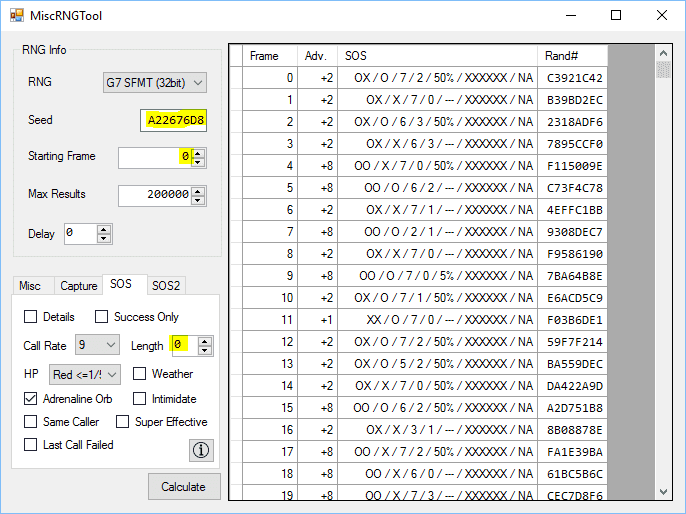 MiscRNGTool
RNG Info
RNG G7 SFMT (32bit)
Seed A22676D8
Starting Frame 0
Max Results 200000
Delay 0
Misc Capture SOS SOS2
Details Success Only
Call Rate 9 Length 0
HP Red <=1/5 Weather
Adrenaline Orb Intimidate
Same Caller Super Effective
Last Call Failed
Calculate
Frame Adv. SOS Rand#
0 +2 OX / O / 7 / 2 / 50% / XXXXXX / NA C3921C42
1 +2 OX / X / 7 / 0 / --- / XXXXXX / NA B39BD2EC
2 +2 OX / O / 6 / 3 / 50% / XXXXXX / NA 2318ADF6
3 +2 OX / X / 6 / 3 / --- / XXXXXX / NA 7895CCF0
4 +8 OO / X / 7 / 0 / 50% / XXXXXX / NA F115009E
5 +8 OO / O / 6 / 2 / --- / XXXXXX / NA C73F4C78
6 +2 OX / X / 7 / 1 / --- / XXXXXX / NA 4EFFC1BB
7 +8 OO / O / 2 / 1 / --- / XXXXXX / NA 9308DEC7
8 +2 OX / X / 7 / 0 / --- / XXXXXX / NA F9586190
9 +8 OO / O / 7 / 0 / 5% / XXXXXX / NA 7BA64B8E
10 +2 OX / O / 7 / 1 / 50% / XXXXXX / NA E6ACD5C9
11 +1 XX / O / 7 / 0 / --- / XXXXXX / NA F03B6DE1
12 +2 OX / O / 7 / 2 / 50% / XXXXXX / NA 59F7F214
13 +2 OX / O / 5 / 2 / 50% / XXXXXX / NA BA559DEC
14 +2 OX / X / 7 / 0 / 50% / XXXXXX / NA DA422A9D
15 +8 OO / O / 6 / 2 / 50% / XXXXXX / NA A2D751B8
16 +2 OX / X / 3 / 1 / --- / XXXXXX / NA 8B08878E
17 +8 OO / X / 7 / 2 / 50% / XXXXXX / NA FA1E39BA
18 +8 OO / X / 6 / 0 / --- / XXXXXX / NA 61BC5B6C
19 +8 OO / X / 7 / 3 / --- / XXXXXX / NA CEC7D8F6